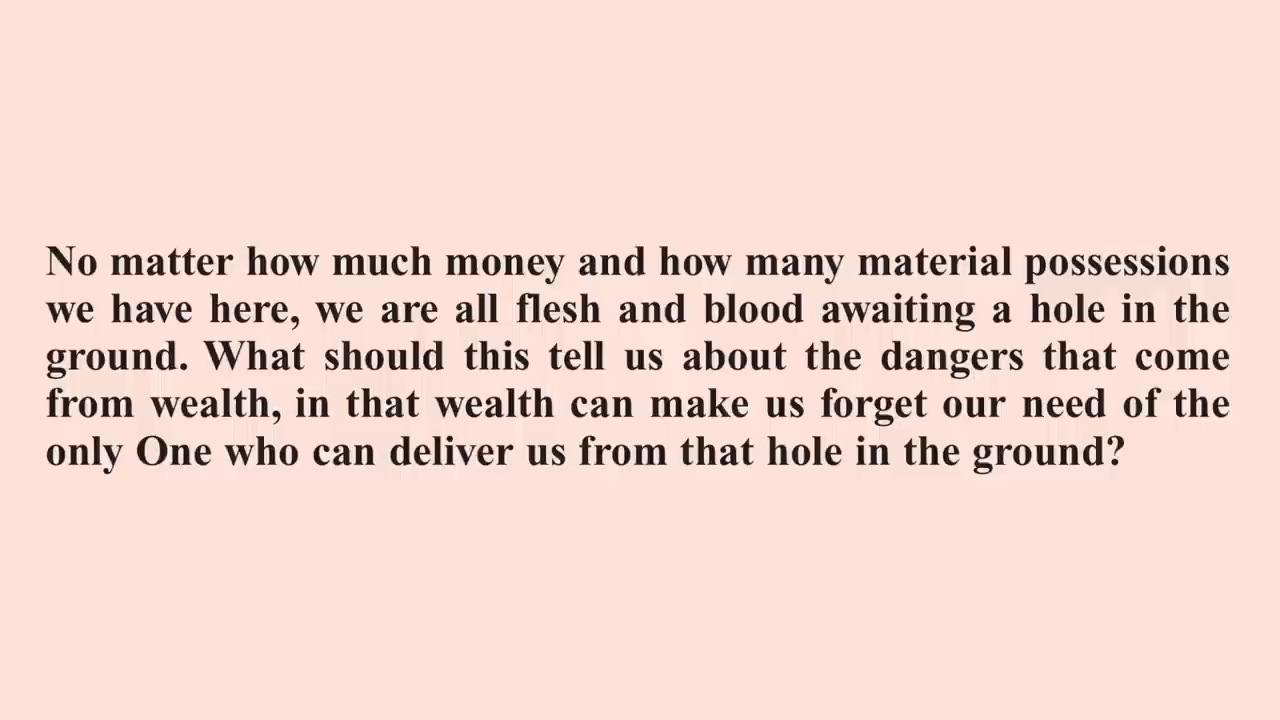 No matter how much money and how many material possessions
we have here, we are all flesh and blood awaiting a hole in the
ground. What should this tell us about the dangers that come
from wealth, in that wealth can make us forget our need of the
only One who can deliver us from that hole in the ground?